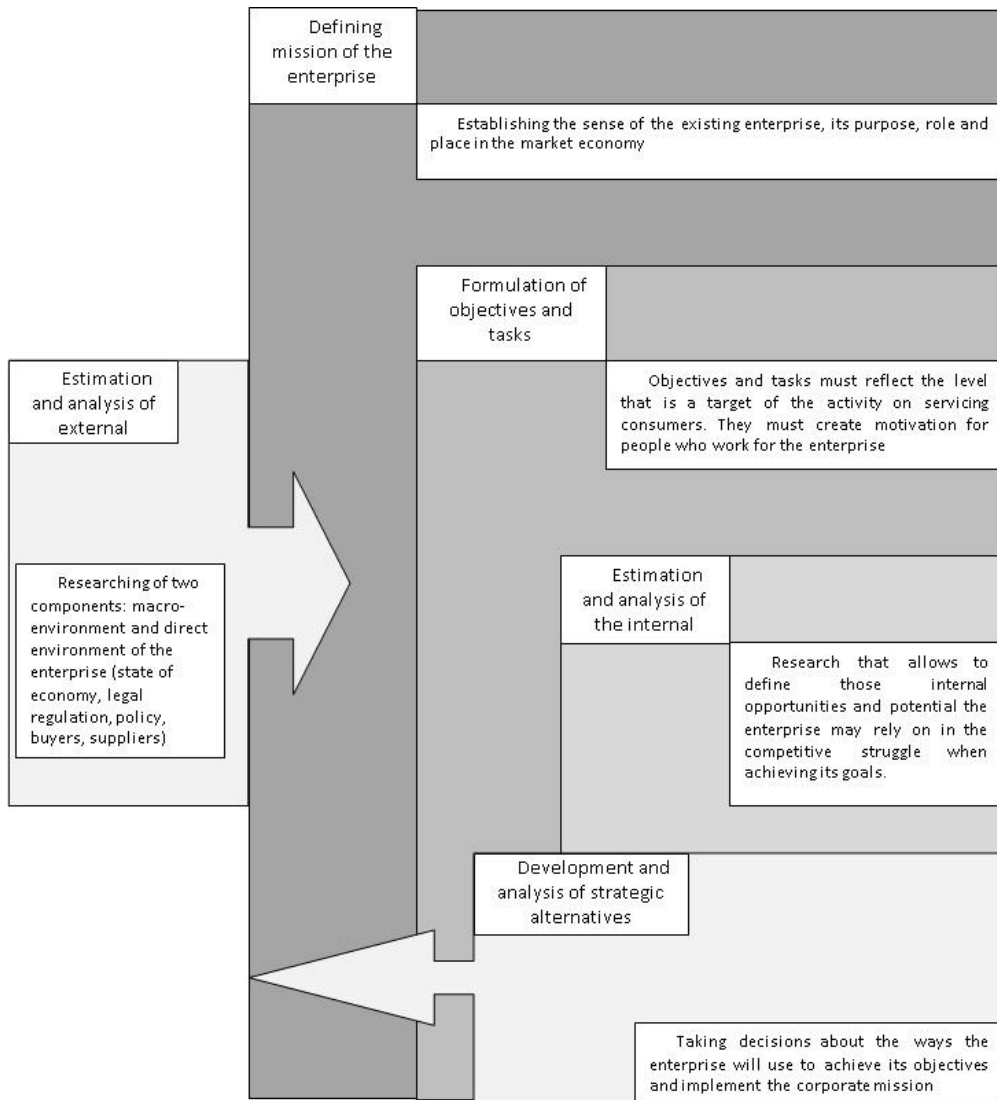 Defining
mission of the
enterprise
Establishing the sense of the existing enterprise, its purpose, role and
place in the market economy
Formulation of
objectives and
tasks
Objectives and tasks must reflect the level
that is a target of the activity on servicing
consumers. They must create motivation for
people who work for the enterprise
Estimation
and analysis of
external
Researching of two
components: macro-
environment and direct
environment of the
enterprise (state of
economy, legal
regulation, policy,
buyers, suppliers)
Estimation
and analysis of
the internal
Research that allows to
define those internal
opportunities and potential the
enterprise may rely on in the
competitive struggle when
achieving its goals.
Development and
analysis of strategic
alternatives
Taking decisions about the ways the
enterprise will use to achieve its objectives
and implement the corporate mission